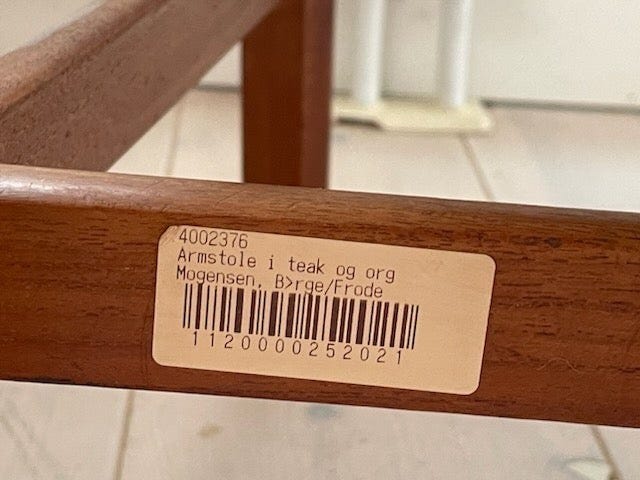 4002376
Armstole i teak og org
Mogensen, B>rge/Frode
1120000252021